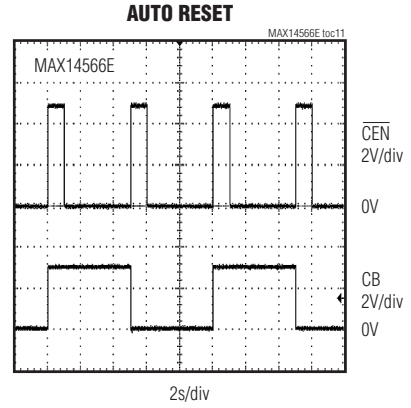 AUTO RESET
MAX14566E toc11
MAX14566E
CEN
2V/div
0V
CB
2V/div
0V
2s/div